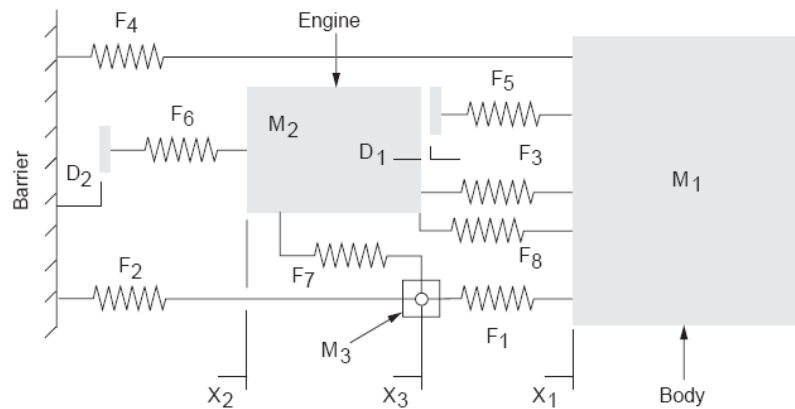 Engine
F4
F5
F6
M2
D1
F3
M1
D2
Barrier
F8
F7
F2
F1
M3
X2
X3
X1
Body